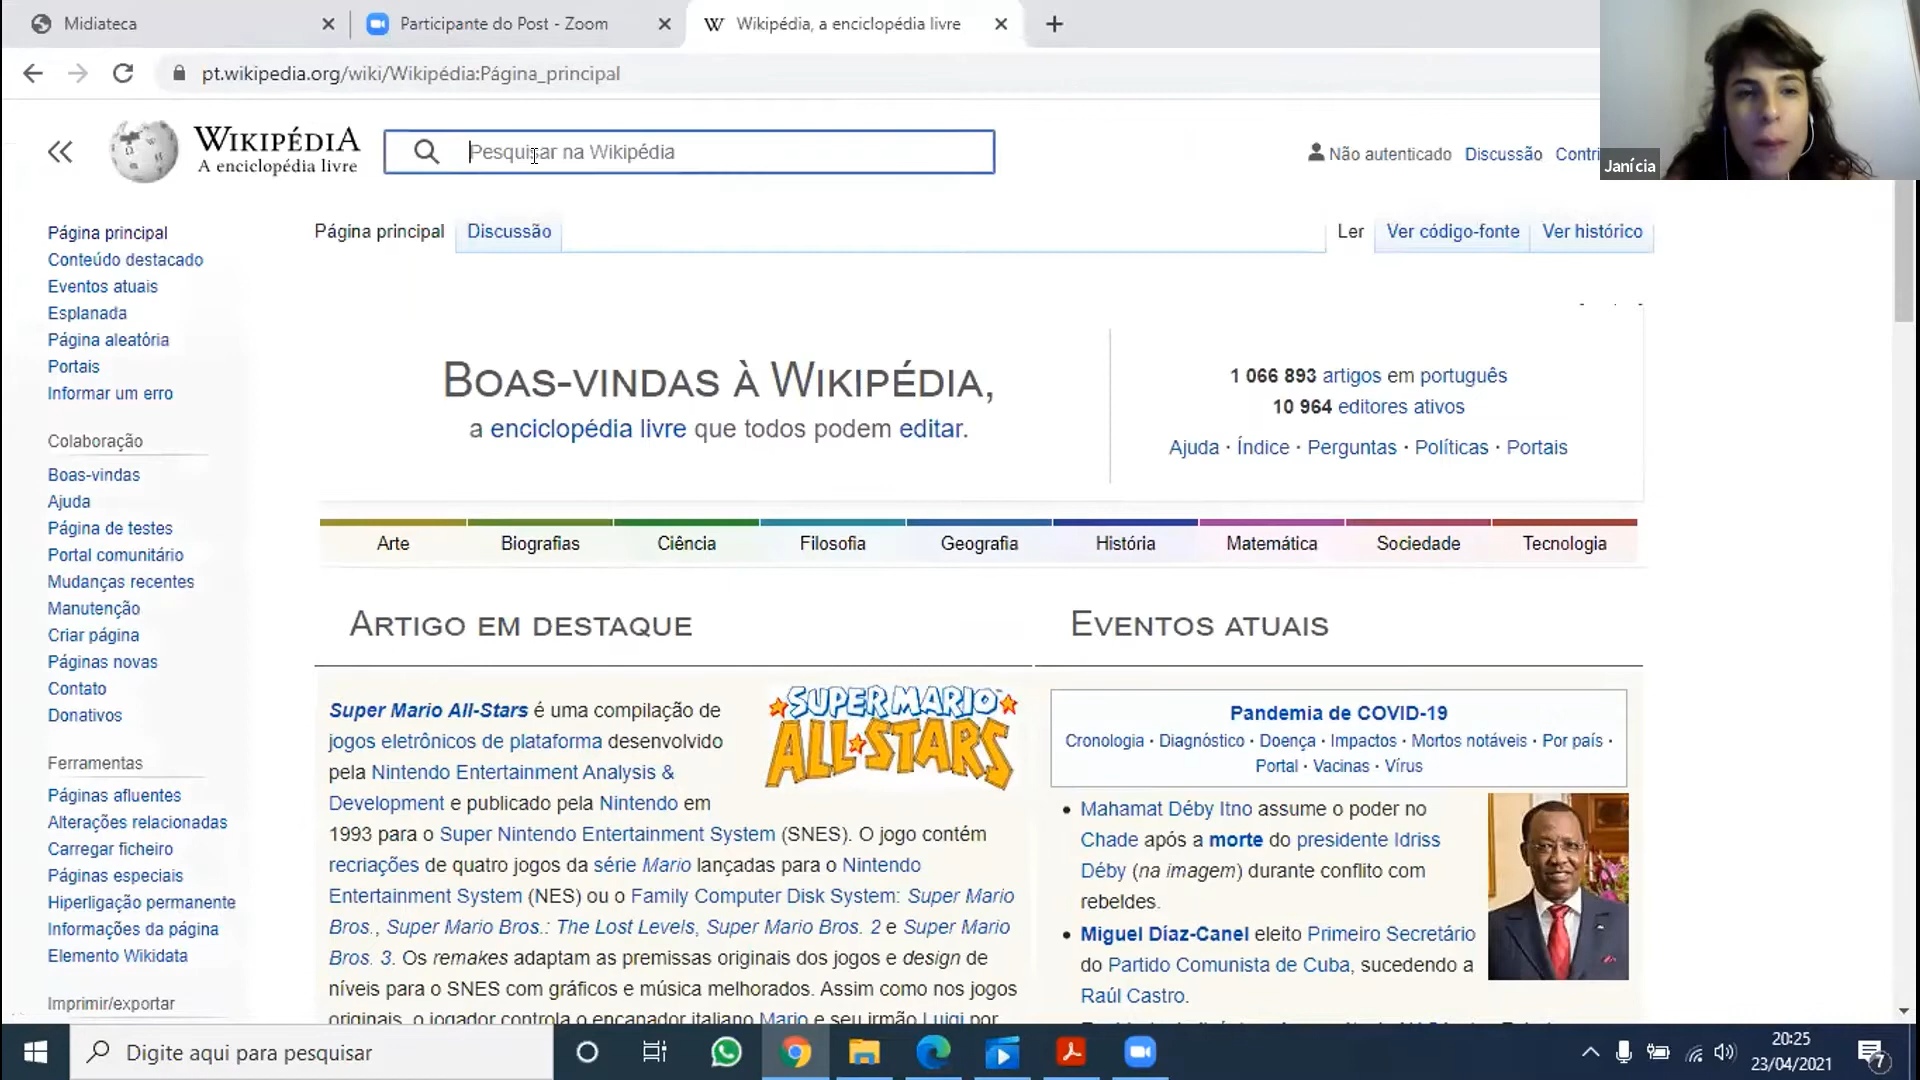 Midiateca
Participante do Post - Zoom
Wikipédia, a enciclopédia livre
pt.wikipedia.org/wiki/Wikipédia:Página_principal
Janícia
WIKIPÉDIA
A enciclopédia livre
Pesquisar na Wikipédia
Não autenticado Discussão Contri
Página principal
Conteúdo destacado
Eventos atuais
Esplanada
Página aleatória
Portais
Informar um erro
Colaboração
Boas-vindas
Ajuda
Página de testes
Portal comunitário
Mudanças recentes
Manutenção
Criar página
Páginas novas
Contato
Donativos
Ferramentas
Páginas afluentes
Alterações relacionadas
Carregar ficheiro
Páginas especiais
Hiperligação permanente
Informações da página
Elemento Wikidata
Imprimir/exportar
Página principal Discussão
Ler Ver código-fonte Ver histórico
BOAS-VINDAS À WIKIPÉDIA,
a enciclopédia livre que todos podem editar.
1 066 893 artigos em português
10 964 editores ativos
Ajuda · Índice · Perguntas · Políticas · Portais
Arte Biografias Ciência Filosofia Geografia História Matemática Sociedade Tecnologia
ARTIGO EM DESTAQUE
Super Mario All-Stars é uma compilação de
jogos eletrônicos de plataforma desenvolvido
pela Nintendo Entertainment Analysis &
Development e publicado pela Nintendo em
1993 para o Super Nintendo Entertainment System (SNES). O jogo contém
recriações de quatro jogos da série Mario lançadas para o Nintendo
Entertainment System (NES) ou o Family Computer Disk System: Super Mario
Bros., Super Mario Bros.: The Lost Levels, Super Mario Bros. 2 e Super Mario
Bros. 3. Os remakes adaptam as premissas originais dos jogos e design de
níveis para o SNES com gráficos e música melhorados. Assim como nos jogos
originais, o jogador controla o encanador italiano Mario e seu irmão Luigi por
SUPER MARIO
ALL-STARS
EVENTOS ATUAIS
Pandemia de COVID-19
Cronologia · Diagnóstico · Doença · Impactos · Mortos notáveis · Por país ·
Portal · Vacinas · Vírus
Mahamat Déby Itno assume o poder no
Chade após a morte do presidente Idriss
Déby (na imagem) durante conflito com
rebeldes.
Miguel Díaz-Canel eleito Primeiro Secretário
do Partido Comunista de Cuba, sucedendo a
Raúl Castro.
Digite aqui para pesquisar
20:25
23/04/2021
7